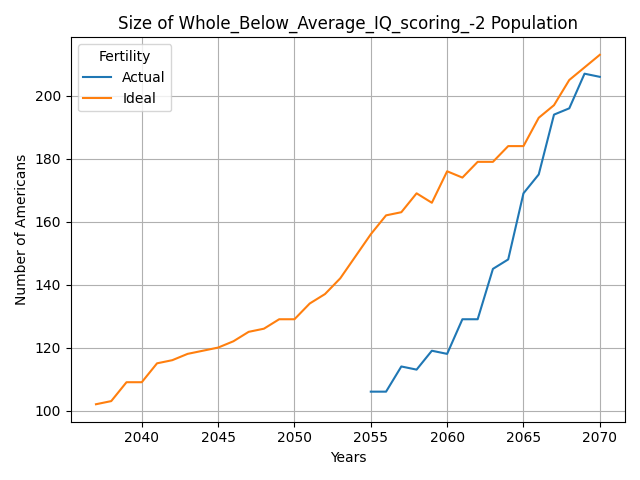 Size of Whole_Below_Average_IQ_scoring_-2 Population
Fertility
Actual
Ideal
Number of Americans
200
180
160
140
120
100
2040 2045 2050 2055 2060 2065 2070
Years